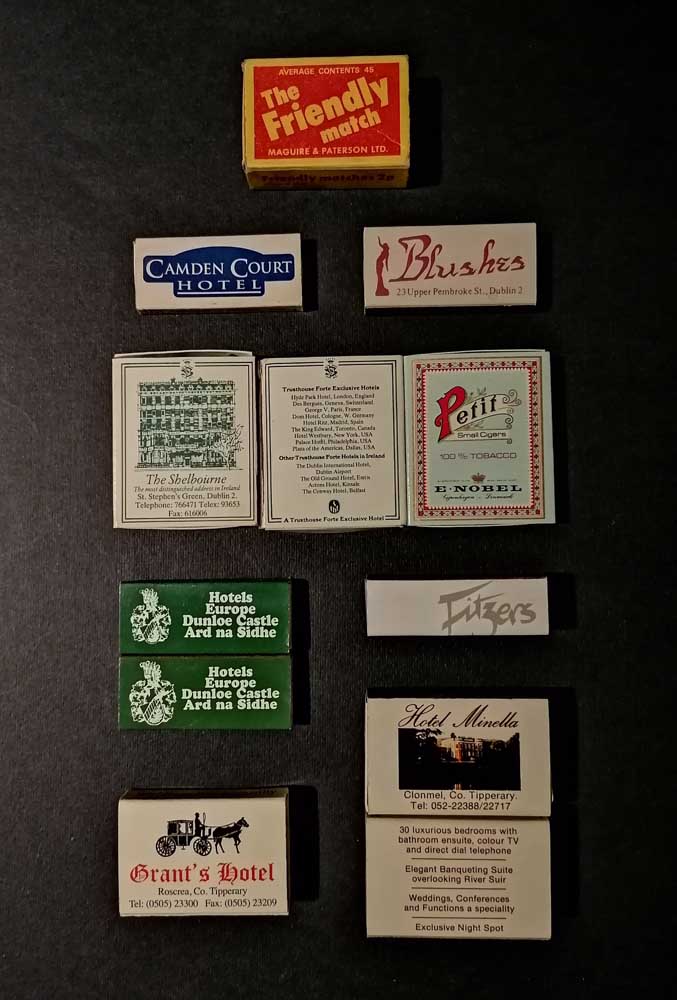 AVERAGE CONTENTS 45
The
Friendly
match
MAGUIRE & PATERSON LTD.
Friendly matches 2p
CAMDEN COURT
HOTEL
Blushes
23 Upper Pembroke St., Dublin 2
The Shelbourne
The most distinguished address in Ireland
St. Stephen's Green, Dublin 2.
Telephone: 766471 Telex: 93653
Fax: 616006
Trusthouse Forte Exclusive Hotels
Hyde Park Hotel, London, England
Des Bergues, Geneva, Switzerland
George V, Paris, France
Dom Hotel, Cologne, W. Germany
Hotel Ritz, Madrid, Spain
The King Edward, Toronto, Canada
Hotel Westbury, New York, USA
Palace Hotel, Philadelphia, USA
Plaza of the Americas, Dallas, USA
Other Trusthouse Forte Hotels in Ireland
The Dublin International Hotel,
Dublin Airport
The Old Ground Hotel, Ennis
Actons Hotel, Kinsale
The Conway Hotel, Belfast
A Trusthouse Forte Exclusive Hotel
Petit
Small Cigars
100 % TOBACCO
E·NOBEL
Copenhagen - Denmark
Hotels
Europe
Dunloe Castle
Ard na Sidhe
Hotels
Europe
Dunloe Castle
Ard na Sidhe
Fitzers
Hotel Minella
Clonmel, Co. Tipperary.
Tel: 052-22388/22717
30 luxurious bedrooms with
bathroom ensuite, colour TV
and direct dial telephone
Elegant Banqueting Suite
overlooking River Suir
Weddings, Conferences
and Functions a speciality
Exclusive Night Spot
Grant's Hotel
Roscrea, Co. Tipperary
Tel: (0505) 23300 Fax: (0505) 23209